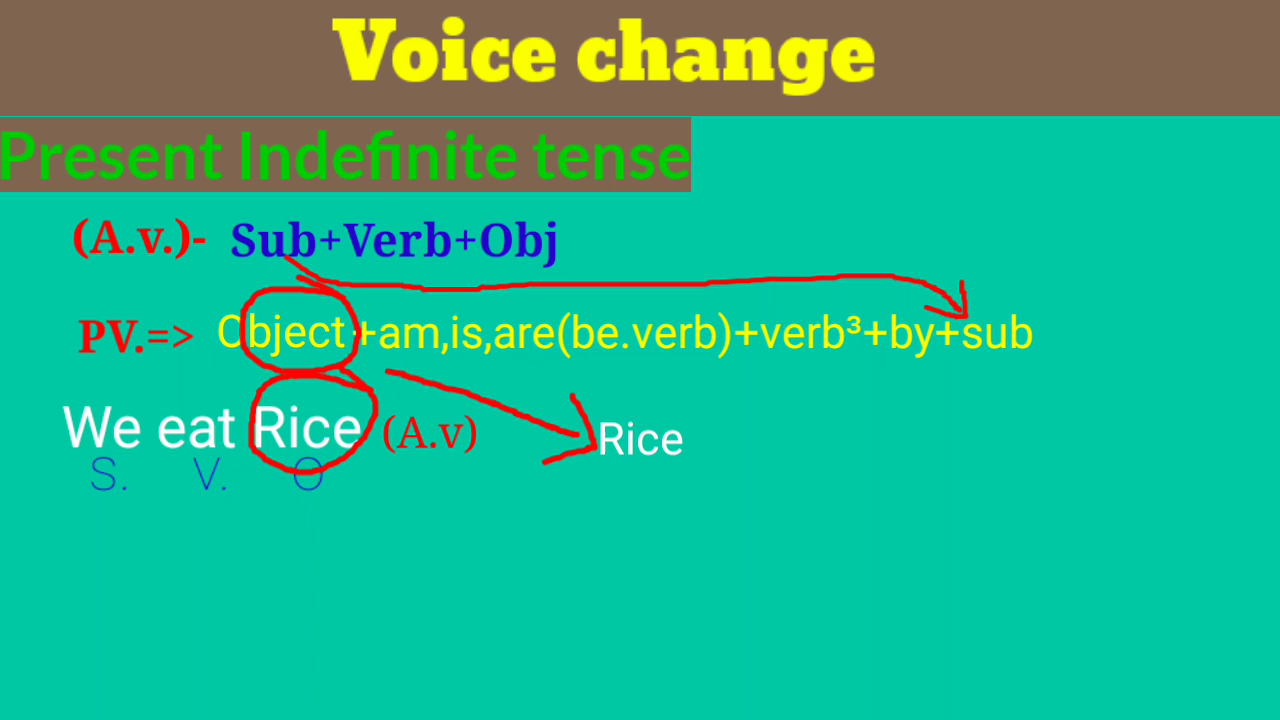 Voice change
Present Indefinite tense
(A.v.)- Sub+Verb+Obj
PV.=> Object+am,is,are(be.verb)+verb³+by+sub
We eat Rice (A.v) Rice
S. V. O